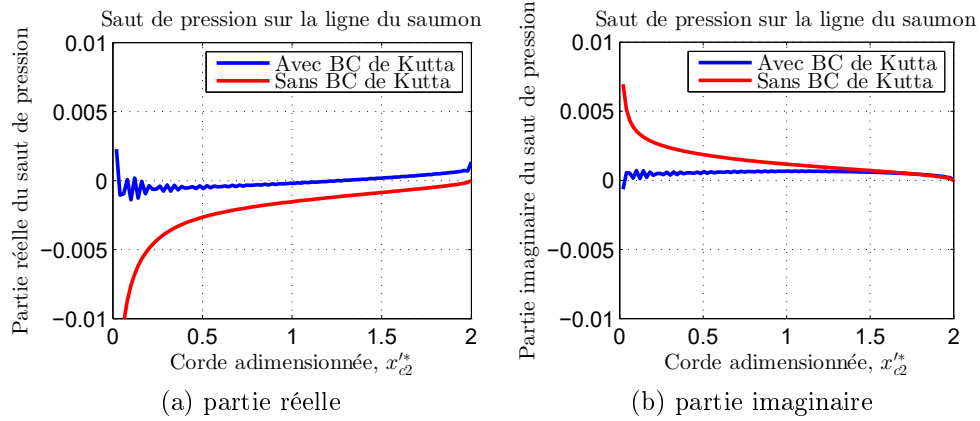 Saut de pression sur la ligne du saumon
Partie réelle du saut de pression
0.01
0.005
0
−0.005
−0.01
Avec BC de Kutta
Sans BC de Kutta
0 0.5 1 1.5 2
Corde adimensionnée, x′*c2
(a) partie réelle
Saut de pression sur la ligne du saumon
Partie imaginaire du saut de pression
0.01
0.005
0
−0.005
−0.01
Avec BC de Kutta
Sans BC de Kutta
0 0.5 1 1.5 2
Corde adimensionnée, x′*c2
(b) partie imaginaire